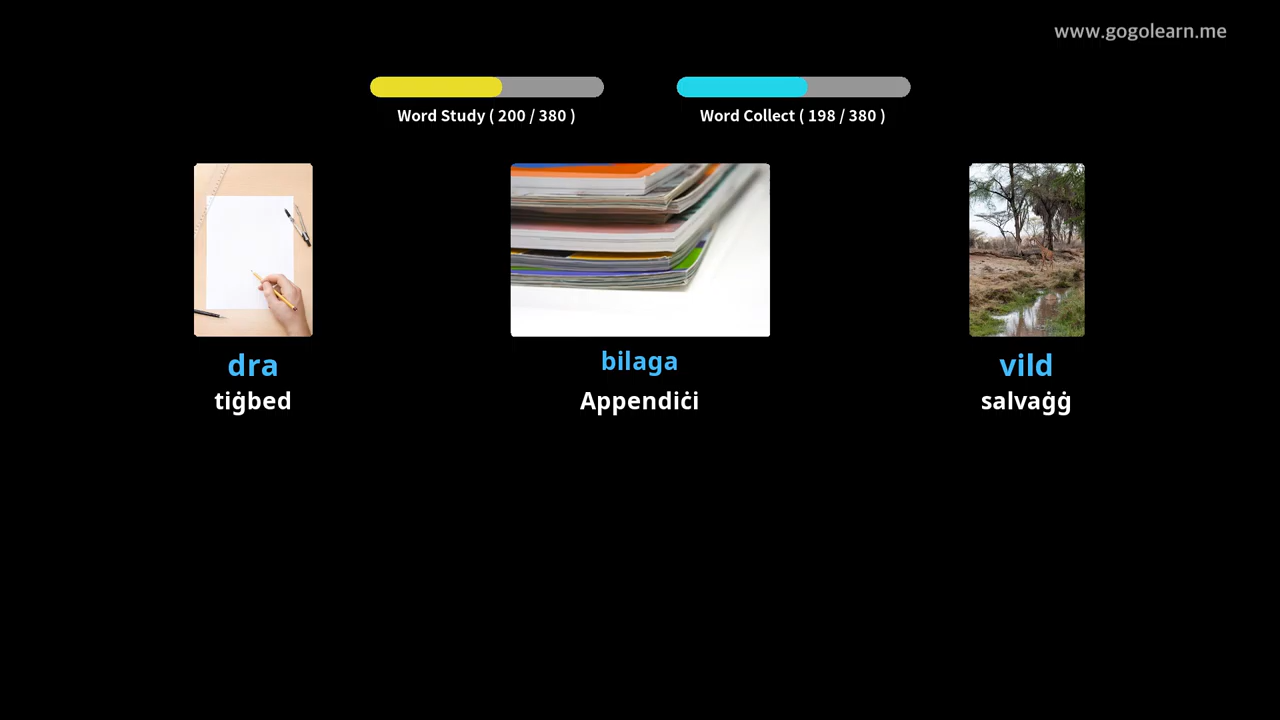 www.gogolearn.me
Word Study ( 200 / 380 )
Word Collect ( 198 / 380 )
dra
tiġbed
bilaga
Appendiċi
vild
salvaġġ